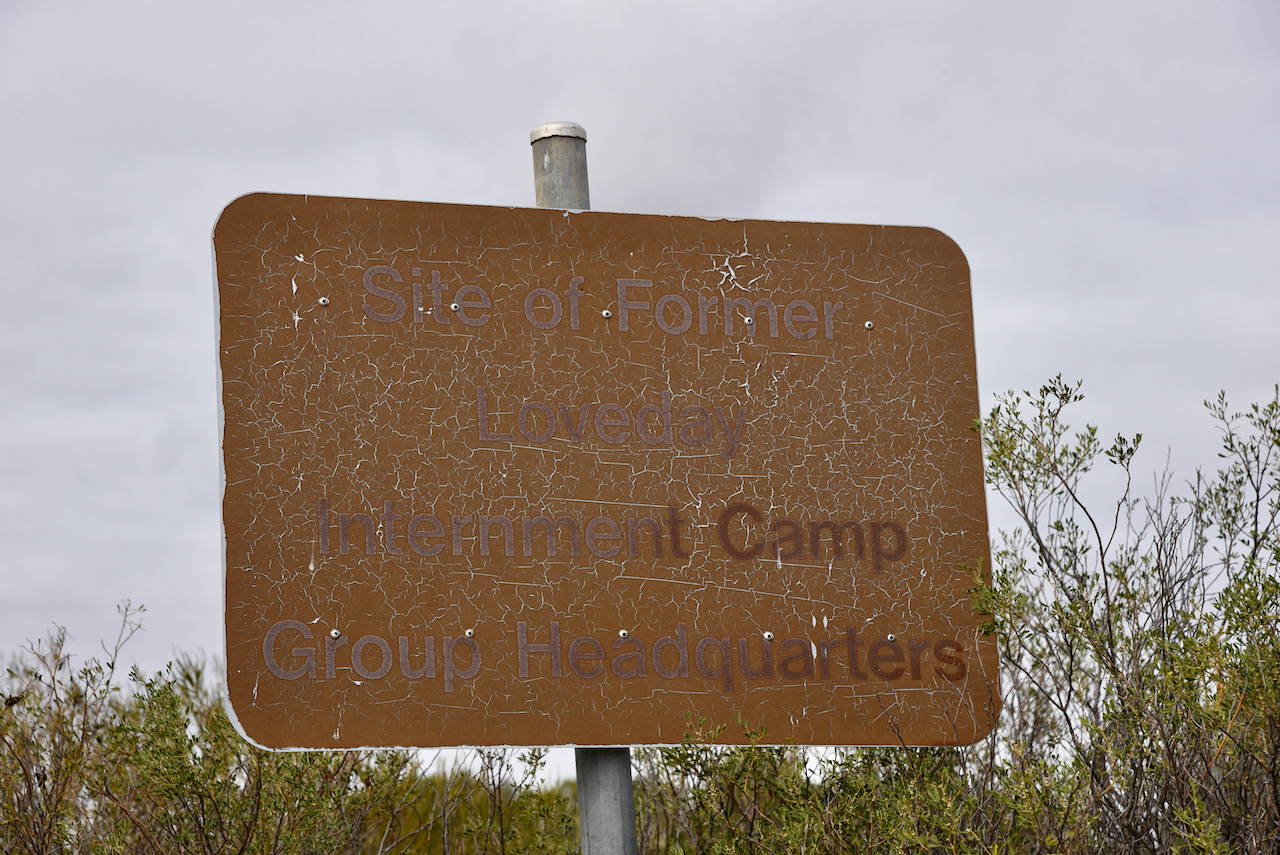 Site of Former
Loveday
Internment Camp
Group Headquarters